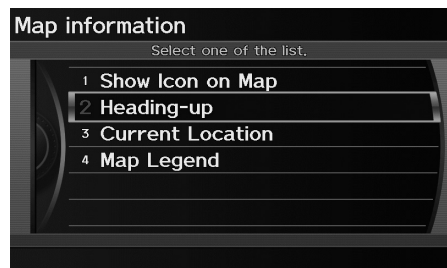 Map information
Select one of the list.
1 Show Icon on Map
2 Heading-up
3 Current Location
4 Map Legend